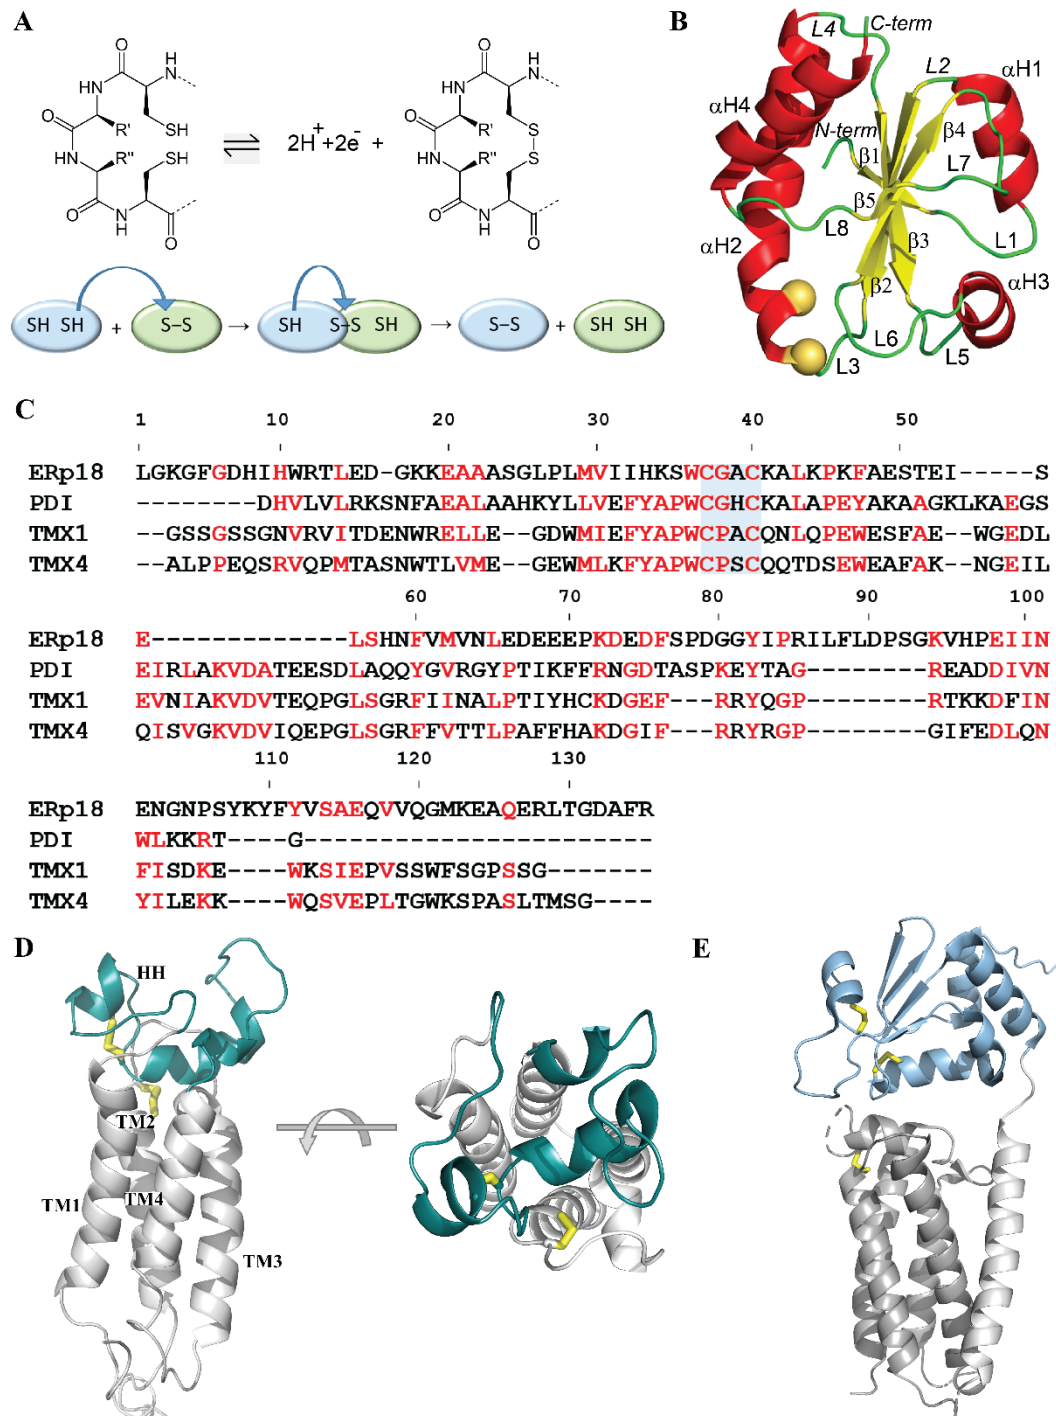 A
O
N
H
HN
R'
SH
O
HN
R"
SH
O
N
H
O
2H+ +2e- +
O
N
H
HN
R'
S
O
HN
R"
S
O
N
H
O
SH SH + S–S → SH S–S SH → S–S + SH SH
B
L4 C-term
L2 αH1
αH4
N-term β4
β1
L7
β5
L8
αH2 β3 L1
αH3
β2
L6
L3 L5
C
1 10 20 30 40 50
ERp18 LGKGFGDHIHWRTLED-GKKEAAASGLPLMVIIHKSWCGACKALKPKFAESTEI-----S
PDI --------DHVLVLRKSNFAEALAAHKYLLVEFYAPWCGHCKALAPEYAKAAGKLKAEGS
TMX1 --GSSGSSGNVRVITDENWRELLE--GDWMIEFYAPWCPACQNLQPEWESFAE--WGEDL
TMX4 --ALPPEQSRVQPMTASNWTLVME--GEWMLKFYAPWCPSCQQTDSEWEAFAK--NGEIL
60 70 80 90 100
ERp18 E--------------LSHNFVMVNLEDEEEPKDEDFSPDGGYIPRILFLDPSGKVHPEIIN
PDI EIRLAKVDATEESDLAQQYGVRGYPTIKFFRNGDTASPKEYTAG--------READDIVN
TMX1 EVNIAKVDVTEQPGLSGRFIINALPTIYHCKDGEF---RRYQGP--------RTKKDFIN
TMX4 QISVGKVDVIQEPGLSGRFFVTTLPAFFHAKDGIF---RRYRGP--------GIFEDLQN
110 120 130
ERp18 ENGNPSYKYFYVSAEQVVQGMKEAQERLTGDAFR
PDI WLKKRT----G-----------------------
TMX1 FISDKE----WKSIEPVSSWFSGPSSG-------
TMX4 YILEKK----WQSVEPLTGWKSPASLTMSG----
D
HH
TM2
TM1
TM4
TM3
E